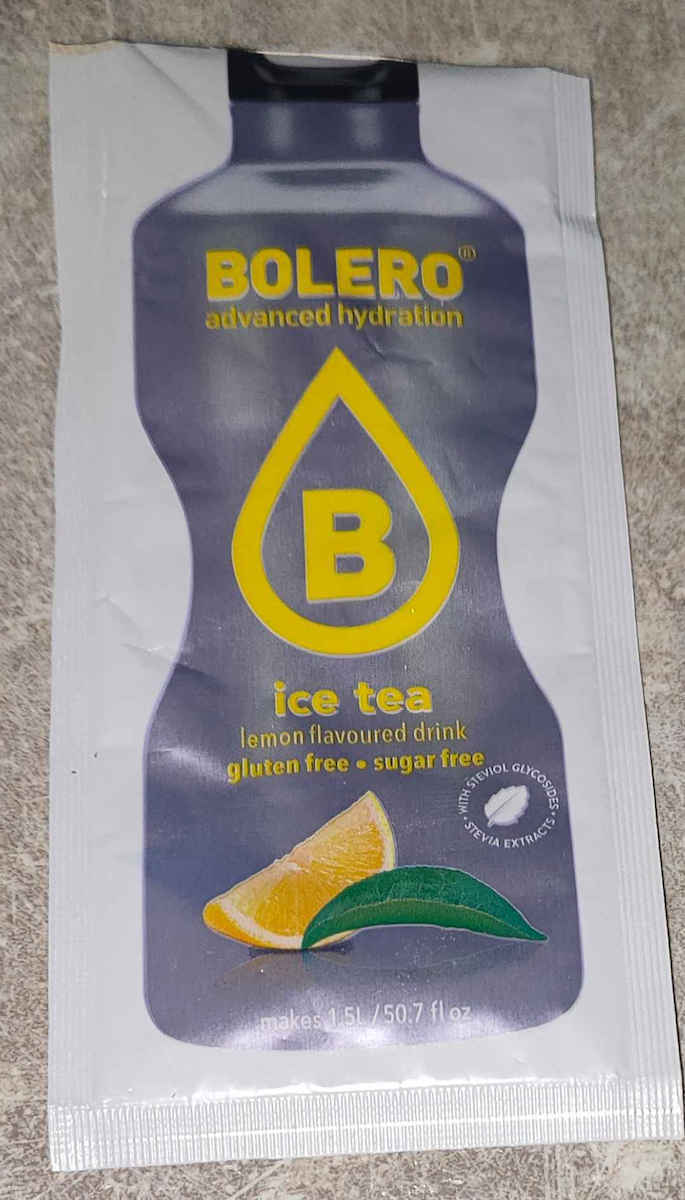 BOLERO®
advanced hydration
B
ice tea
lemon flavoured drink
gluten free • sugar free
• WITH STEVIOL GLYCOSIDES •
STEVIA EXTRACTS
makes 1.5L / 50.7 fl oz